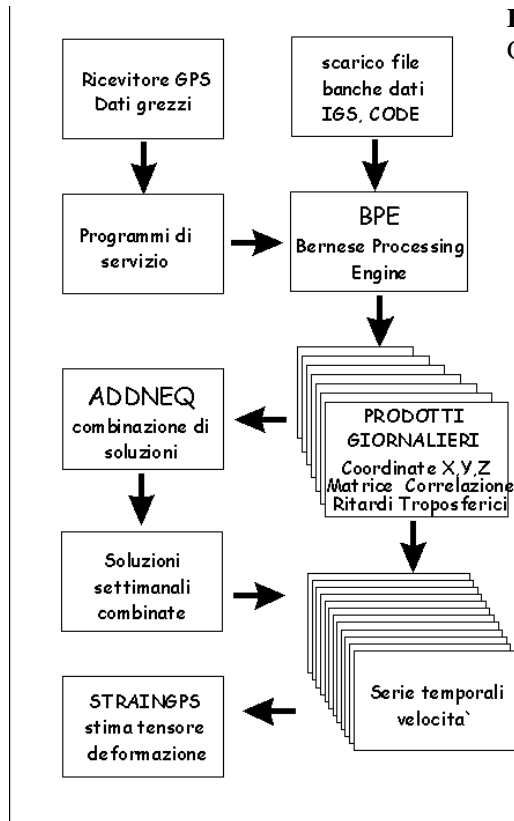 Ricevitore GPS
Dati grezzi
scarico file
banche dati
IGS, CODE
Programmi di
servizio
BPE
Bernese Processing
Engine
ADDNEQ
combinazione di
soluzioni
PRODOTTI
GIORNALIERI
Coordinate X,Y,Z
Matrice Correlazione
Ritardi Troposferici
Soluzioni
settimanali
combinate
Serie temporali
velocita`
STRAINGPS
stima tensore
deformazione